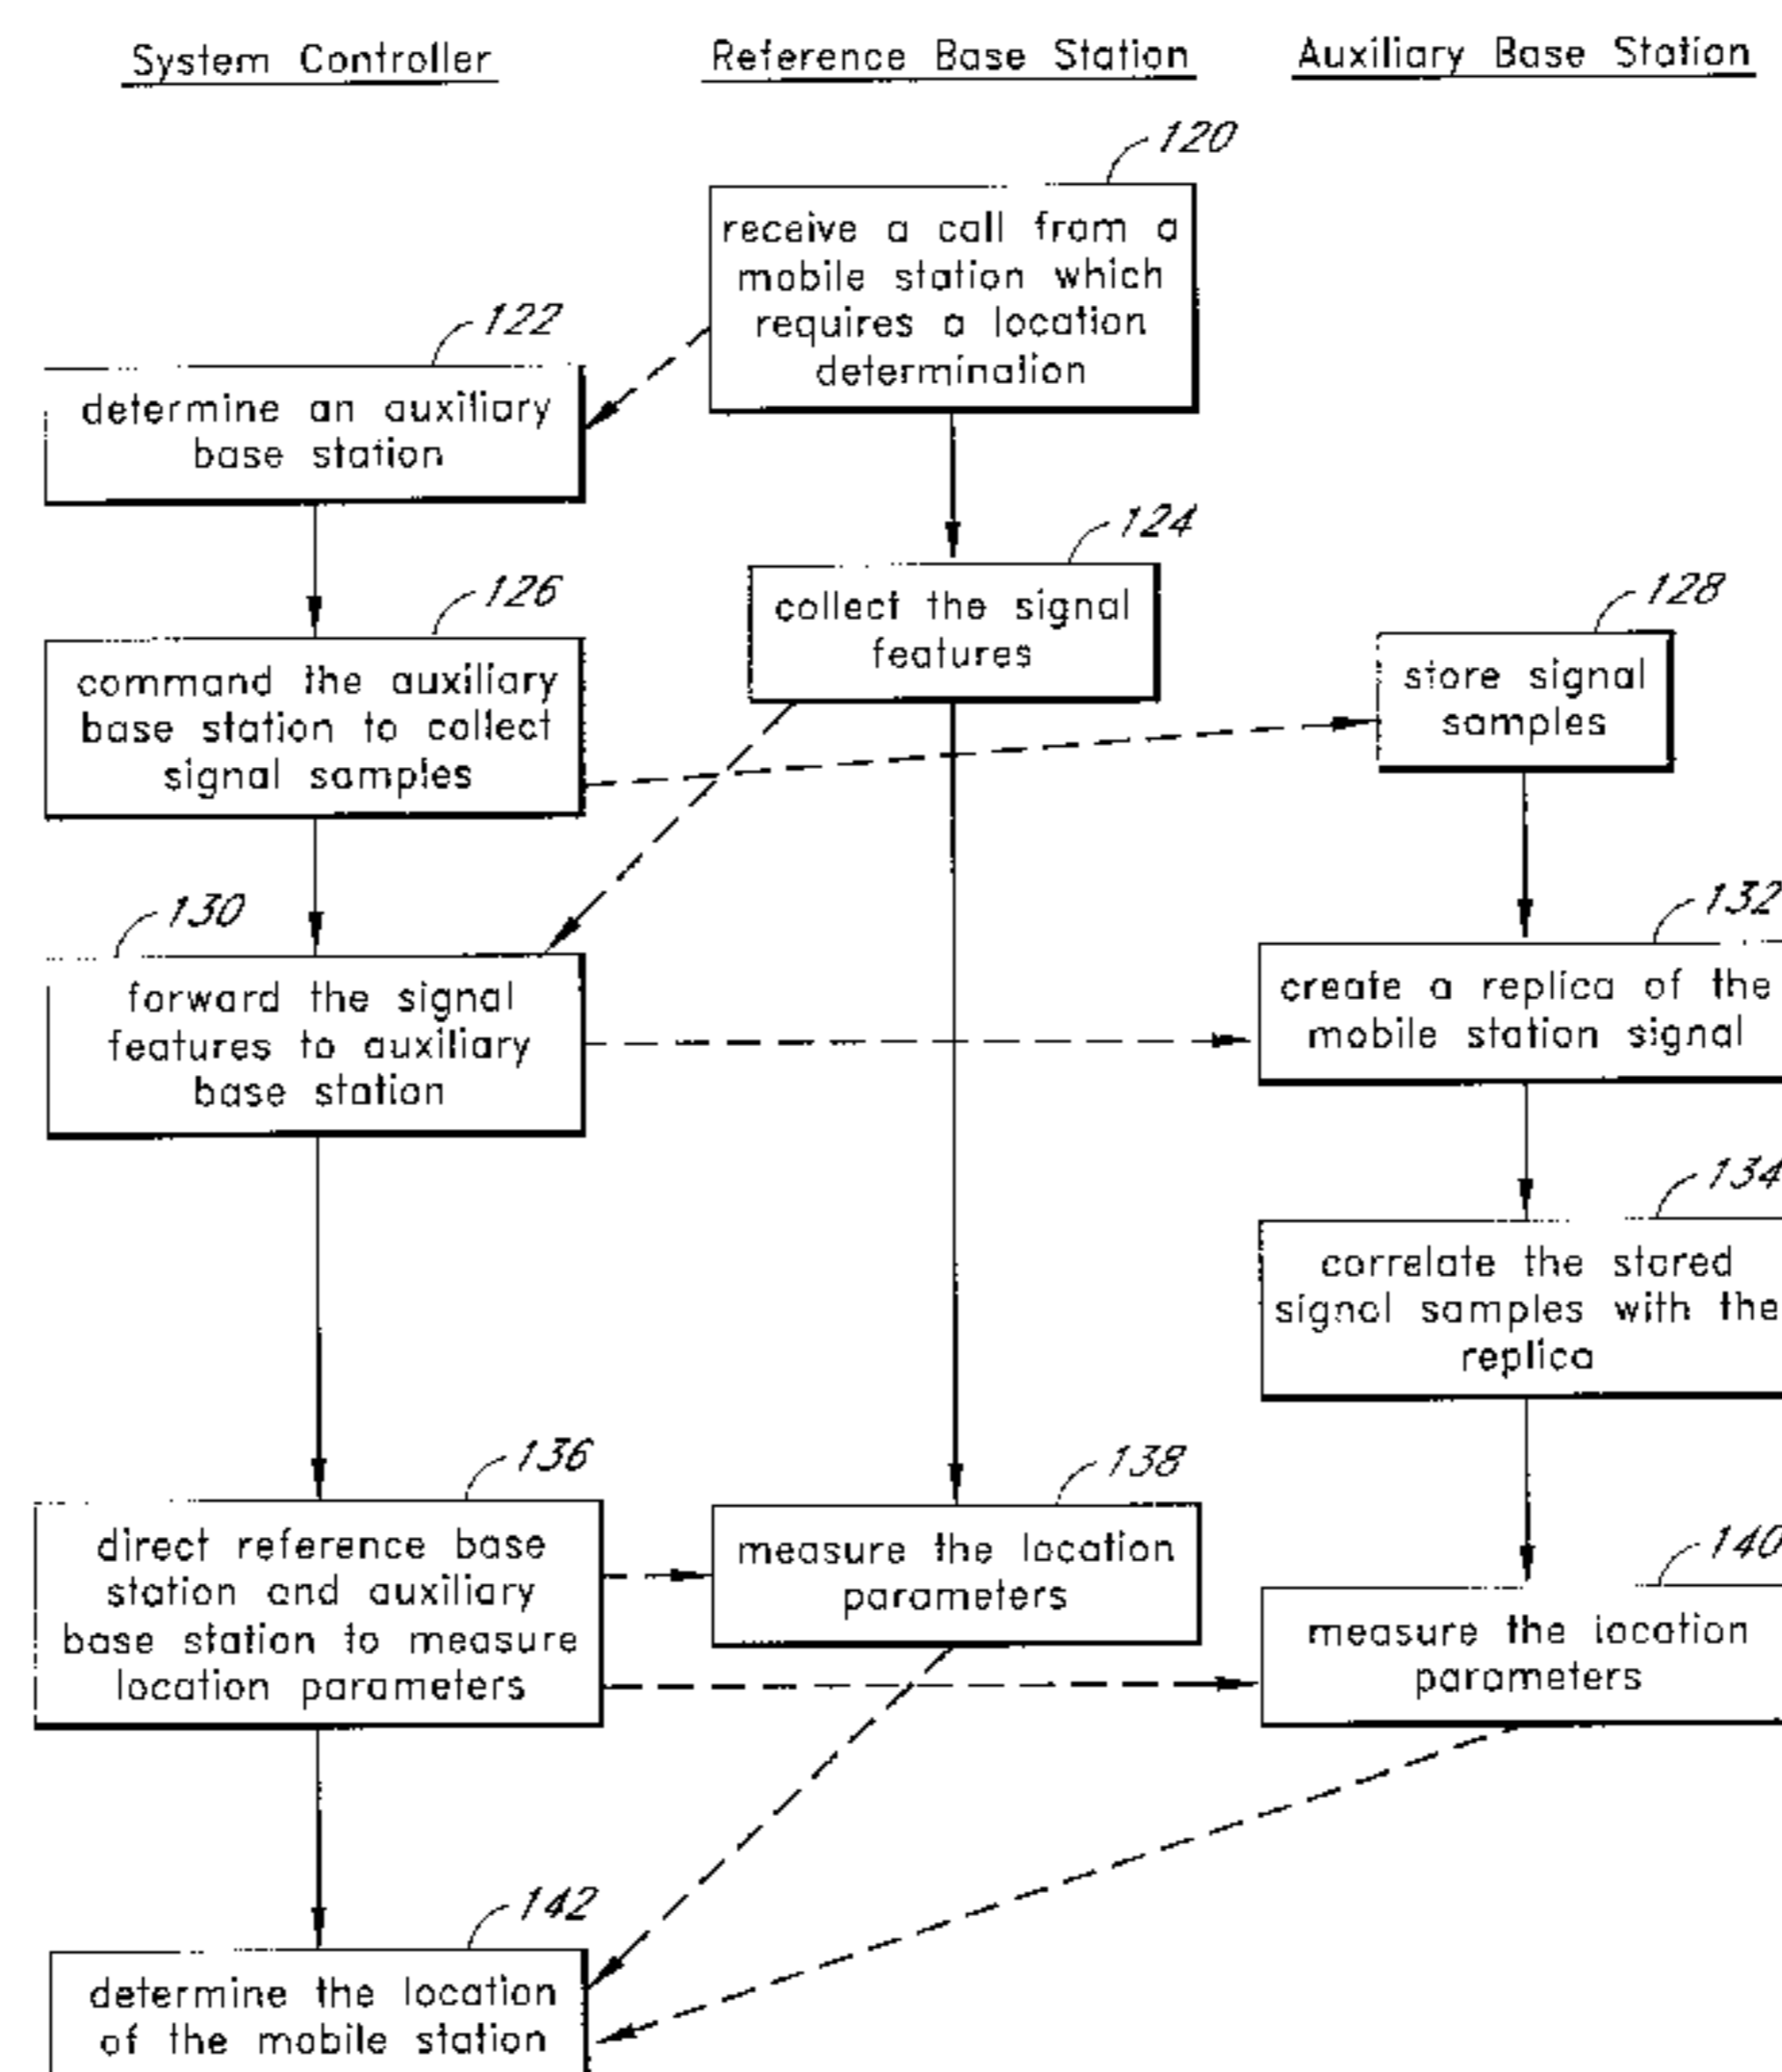 System Controller
Reference Base Station
Auxiliary Base Station
120
receive a call from a
mobile station which
requires a location
determination
122
determine an auxiliary
base station
124
collect the signal
features
126
command the auxiliary
base station to collect
signal samples
128
store signal
samples
130
forward the signal
features to auxiliary
base station
132
create a replica of the
mobile station signal
134
correlate the stored
signal samples with the
replica
136
direct reference base
station and auxiliary
base station to measure
location parameters
138
measure the location
parameters
140
measure the location
parameters
142
determine the location
of the mobile station